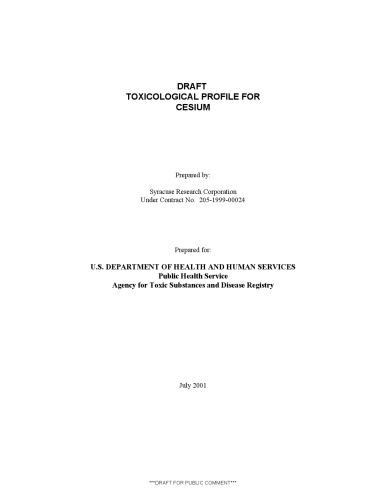 DRAFT
TOXICOLOGICAL PROFILE FOR
CESIUM
Prepared by:
Syracuse Research Corporation
Under Contract No. 205-1999-00024
Prepared for:
U.S. DEPARTMENT OF HEALTH AND HUMAN SERVICES
Public Health Service
Agency for Toxic Substances and Disease Registry
July 2001
***DRAFT FOR PUBLIC COMMENT***